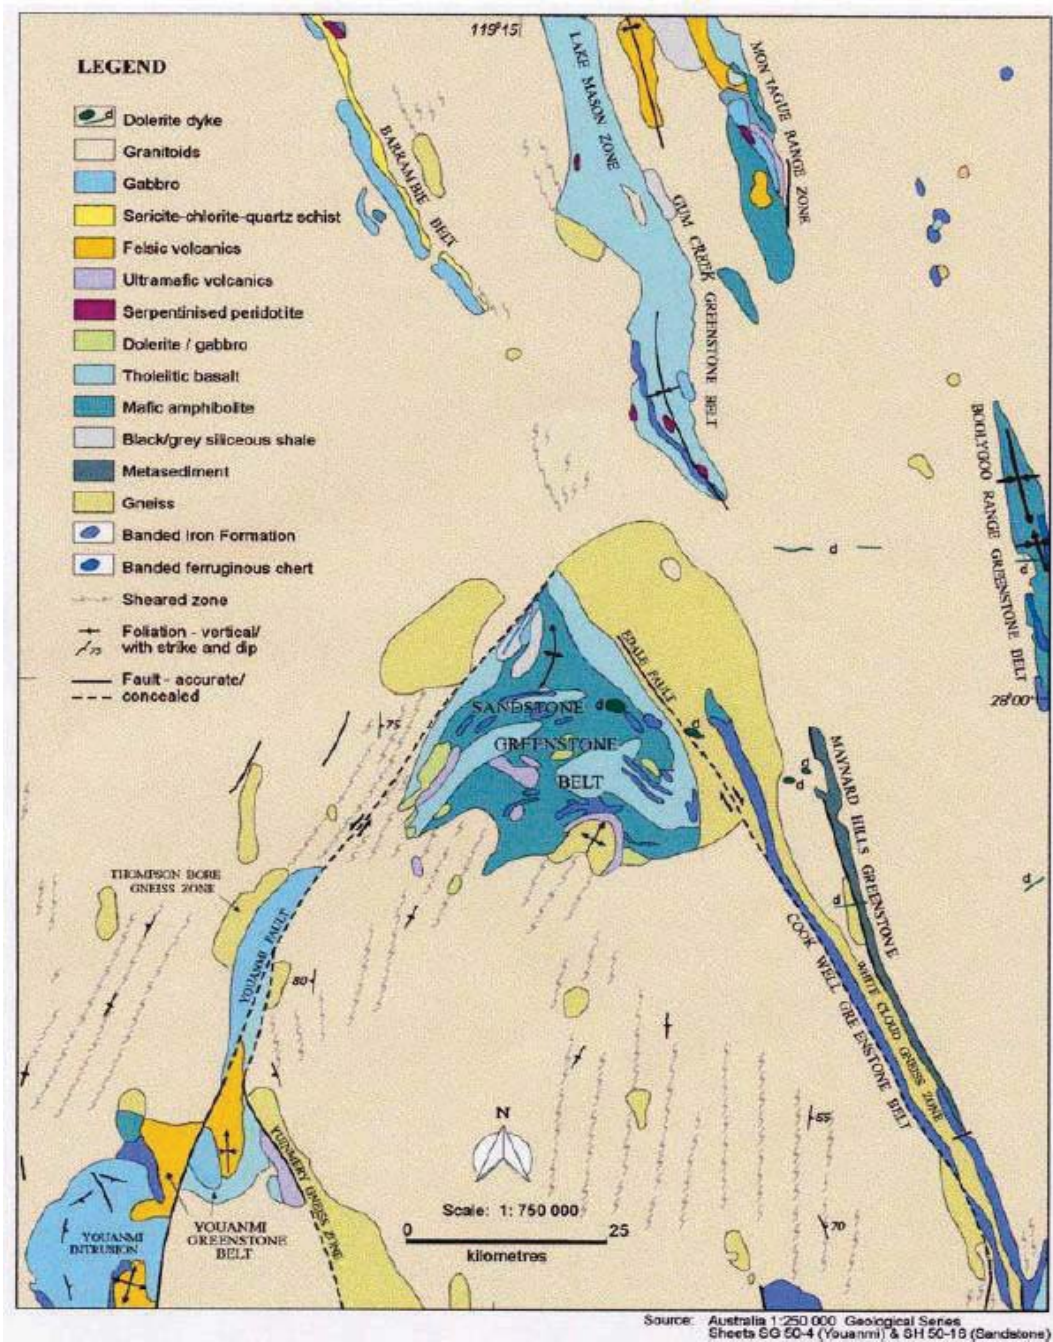 119°15'
LEGEND
Dolerite dyke
Granitoids
Gabbro
Sericite-chlorite-quartz schist
Felsic volcanics
Ultramafic volcanics
Serpentinised peridotite
Dolerite / gabbro
Tholeiitic basalt
Mafic amphibolite
Black/grey siliceous shale
Metasediment
Gneiss
Banded Iron Formation
Banded ferruginous chert
Sheared zone
Foliation - vertical/
75 with strike and dip
Fault - accurate/
concealed
d
BARRAMBIE BELT
LAKE MASON ZONE
MONTAGUE RANGE ZONE
GUM CREEK GREENSTONE BELT
BOOLYGOO RANGE GREENSTONE BELT
d
d
28°00'
EDALE FAULT
SANDSTONE
GREENSTONE
BELT
d
d
75
MAYNARD HILLS GREENSTONE
d
d
d
d
THOMPSON BORE
GNEISS ZONE
YOUANMI FAULT
80
COOK WELL GREENSTONE BELT
WHITE CLOUD GNEISS ZONE
55
70
YUINMERY GNEISS ZONE
YOUANMI
INTRUSION
YOUANMI
GREENSTONE
BELT
N
Scale: 1: 750 000
0 25
kilometres
Source: Australia 1:250 000 Geological Series
Sheets SG 50-4 (Youanmi) & SH 50-16 (Sandstone)